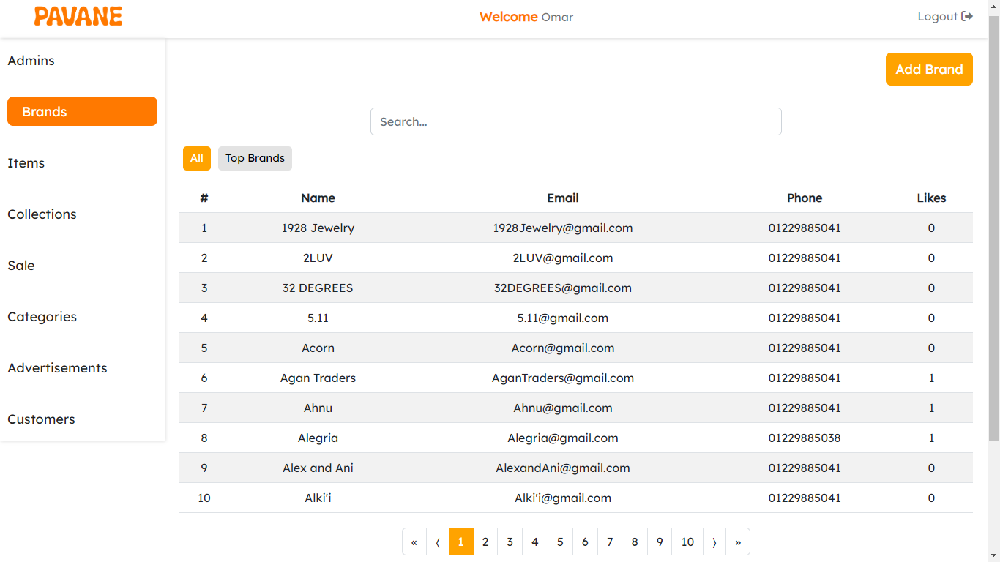 PAVANE
Welcome Omar
Logout
Admins
Brands
Items
Collections
Sale
Categories
Advertisements
Customers
Add Brand
Search...
All Top Brands
# Name Email Phone Likes
1 1928 Jewelry 1928Jewelry@gmail.com 01229885041 0
2 2LUV 2LUV@gmail.com 01229885041 0
3 32 DEGREES 32DEGREES@gmail.com 01229885041 0
4 5.11 5.11@gmail.com 01229885041 0
5 Acorn Acorn@gmail.com 01229885041 0
6 Agan Traders AganTraders@gmail.com 01229885041 1
7 Ahnu Ahnu@gmail.com 01229885041 1
8 Alegria Alegria@gmail.com 01229885038 1
9 Alex and Ani AlexandAni@gmail.com 01229885041 0
10 Alki'i Alki'i@gmail.com 01229885041 0
« ⟨ 1 2 3 4 5 6 7 8 9 10 ⟩ »